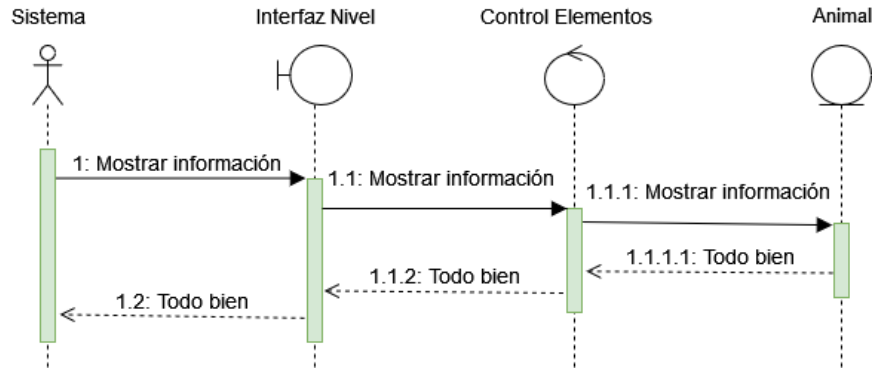 Sistema
Interfaz Nivel
Control Elementos
Animal
1: Mostrar información
1.1: Mostrar información
1.1.1: Mostrar información
1.1.1.1: Todo bien
1.1.2: Todo bien
1.2: Todo bien